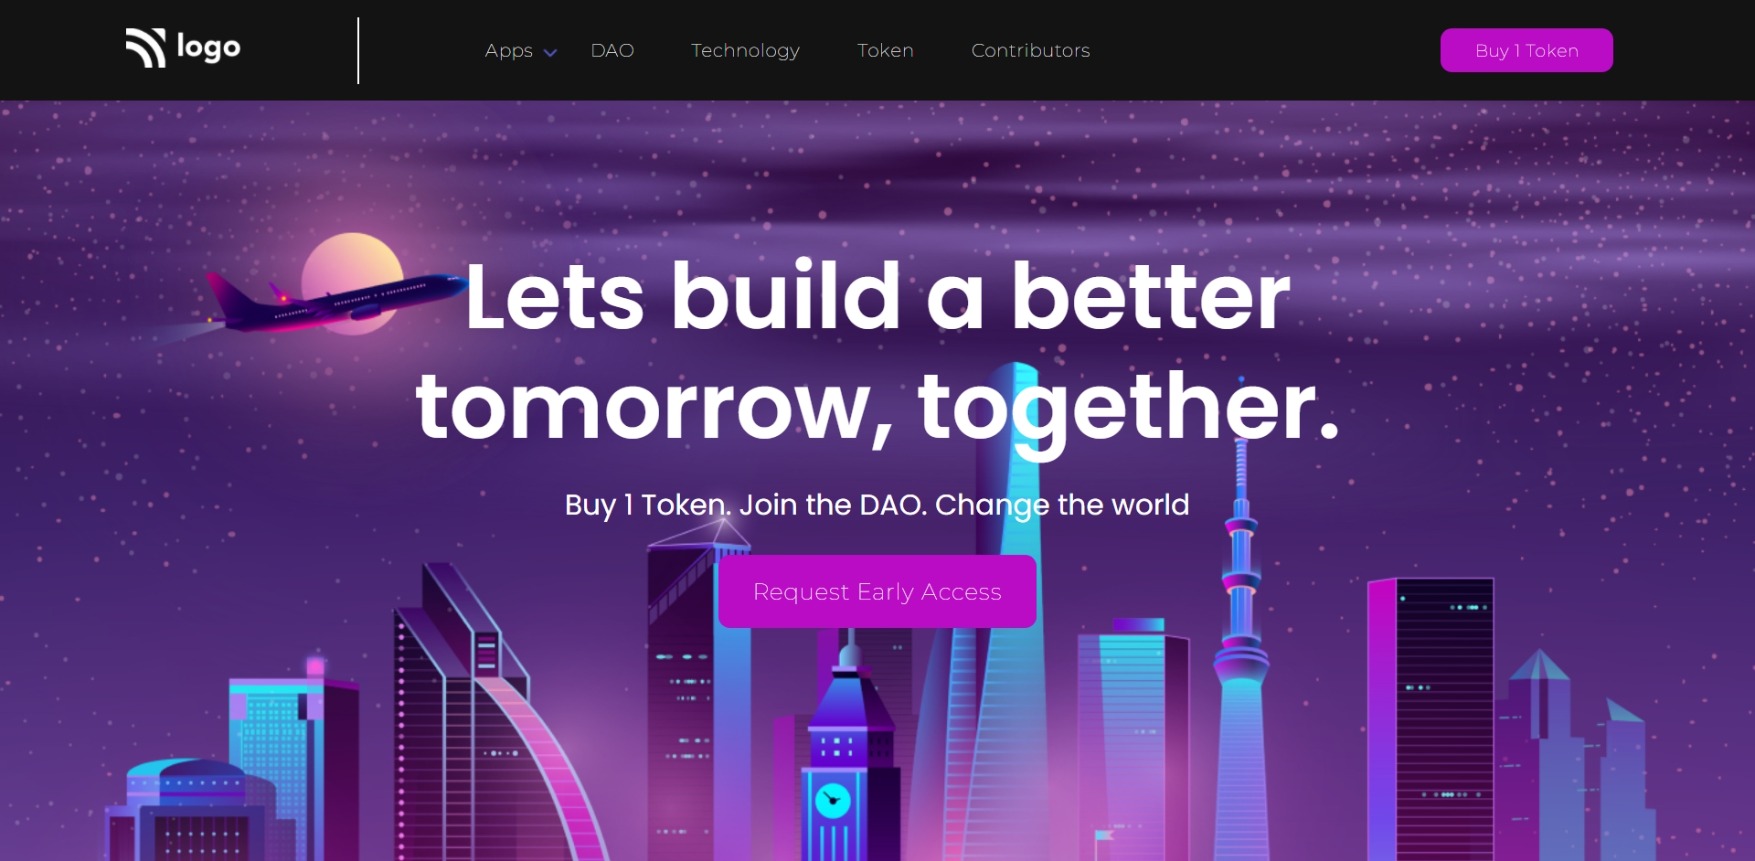 logo
Apps
DAO
Technology
Token
Contributors
Buy 1 Token
Lets build a better
tomorrow, together.
Buy 1 Token. Join the DAO. Change the world
Request Early Access